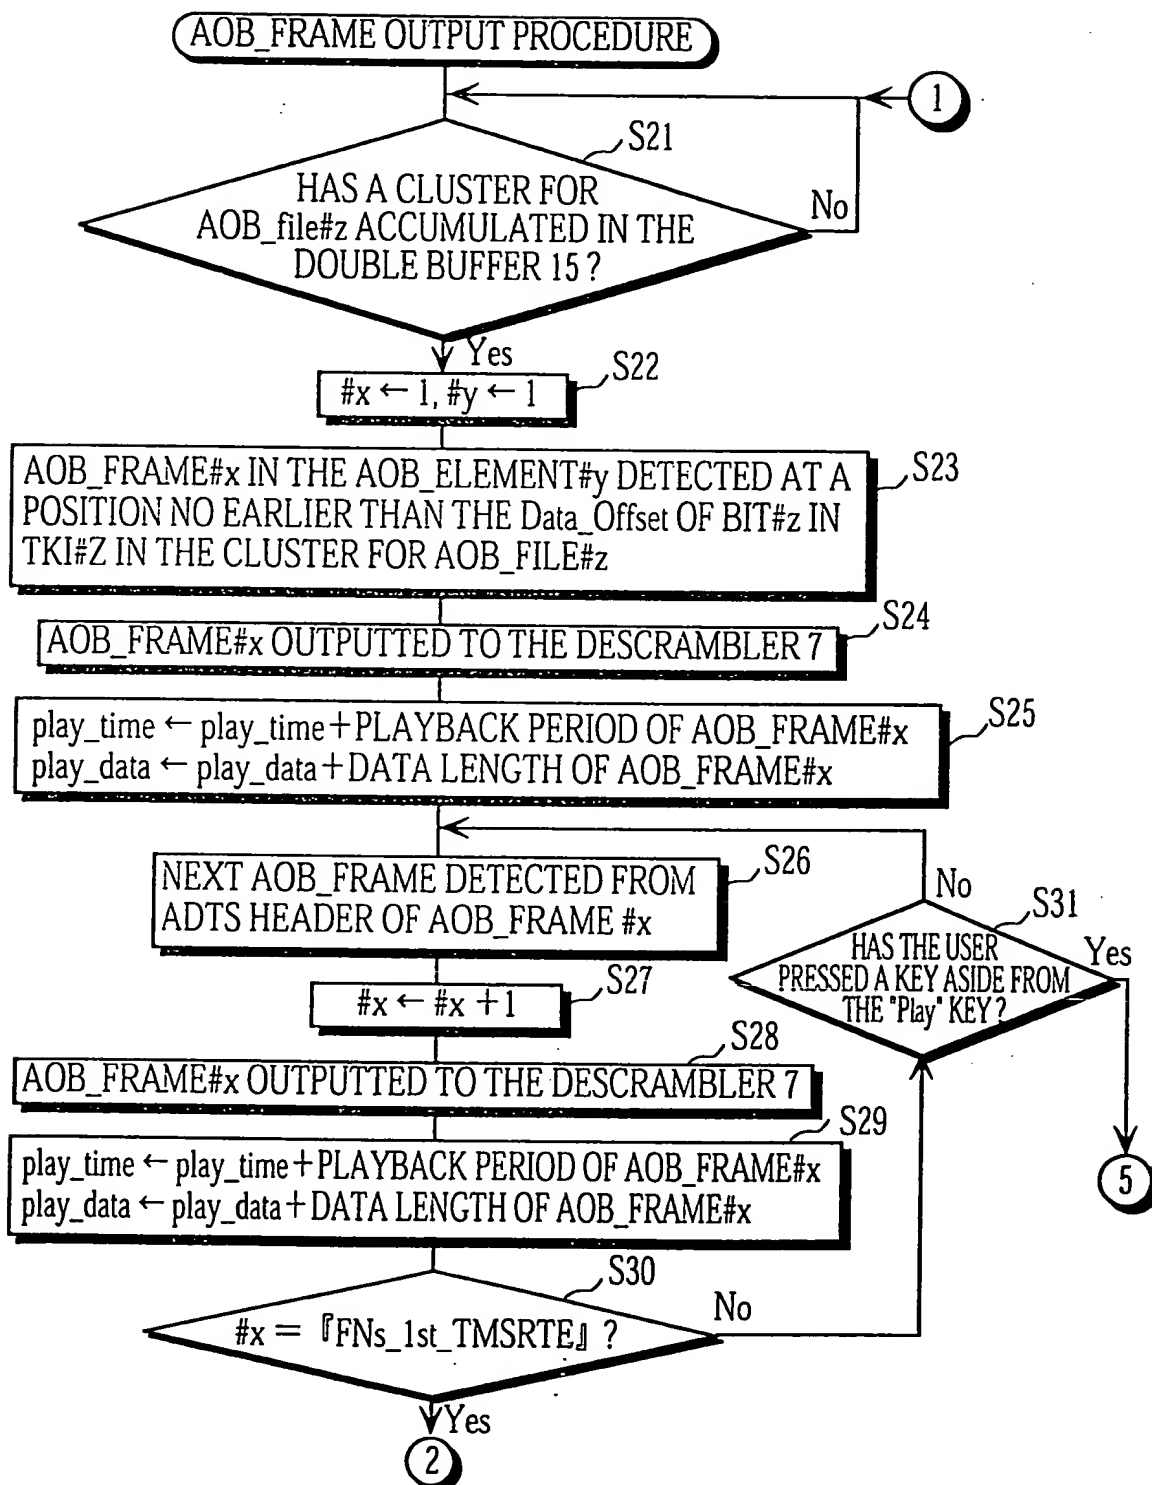 AOB_FRAME OUTPUT PROCEDURE
1
S21
HAS A CLUSTER FOR
AOB_file#z ACCUMULATED IN THE
DOUBLE BUFFER 15?
No
Yes
S22
#x ← 1, #y ← 1
S23
AOB_FRAME#x IN THE AOB_ELEMENT#y DETECTED AT A
POSITION NO EARLIER THAN THE Data_Offset OF BIT#z IN
TKI#Z IN THE CLUSTER FOR AOB_FILE#z
S24
AOB_FRAME#x OUTPUTTED TO THE DESCRAMBLER 7
S25
play_time ← play_time+PLAYBACK PERIOD OF AOB_FRAME#x
play_data ← play_data+DATA LENGTH OF AOB_FRAME#x
S26
NEXT AOB_FRAME DETECTED FROM
ADTS HEADER OF AOB_FRAME #x
No
S31
HAS THE USER
PRESSED A KEY ASIDE FROM
THE "Play" KEY?
Yes
S27
#x ← #x +1
S28
AOB_FRAME#x OUTPUTTED TO THE DESCRAMBLER 7
S29
play_time ← play_time+PLAYBACK PERIOD OF AOB_FRAME#x
play_data ← play_data+DATA LENGTH OF AOB_FRAME#x
5
S30
#x = 『FNs_1st_TMSRTE』?
No
Yes
2